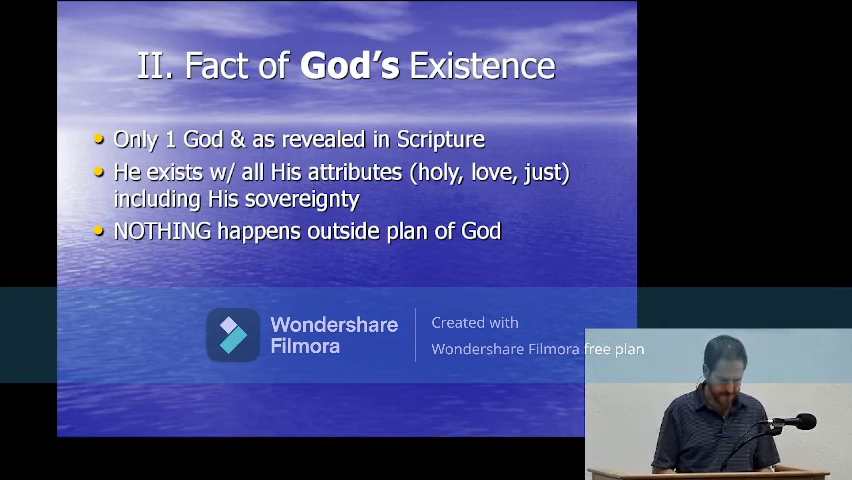 II. Fact of God's Existence
• Only 1 God & as revealed in Scripture
• He exists w/ all His attributes (holy, love, just)
including His sovereignty
• NOTHING happens outside plan of God
Wondershare
Filmora
Created with
Wondershare Filmora free plan